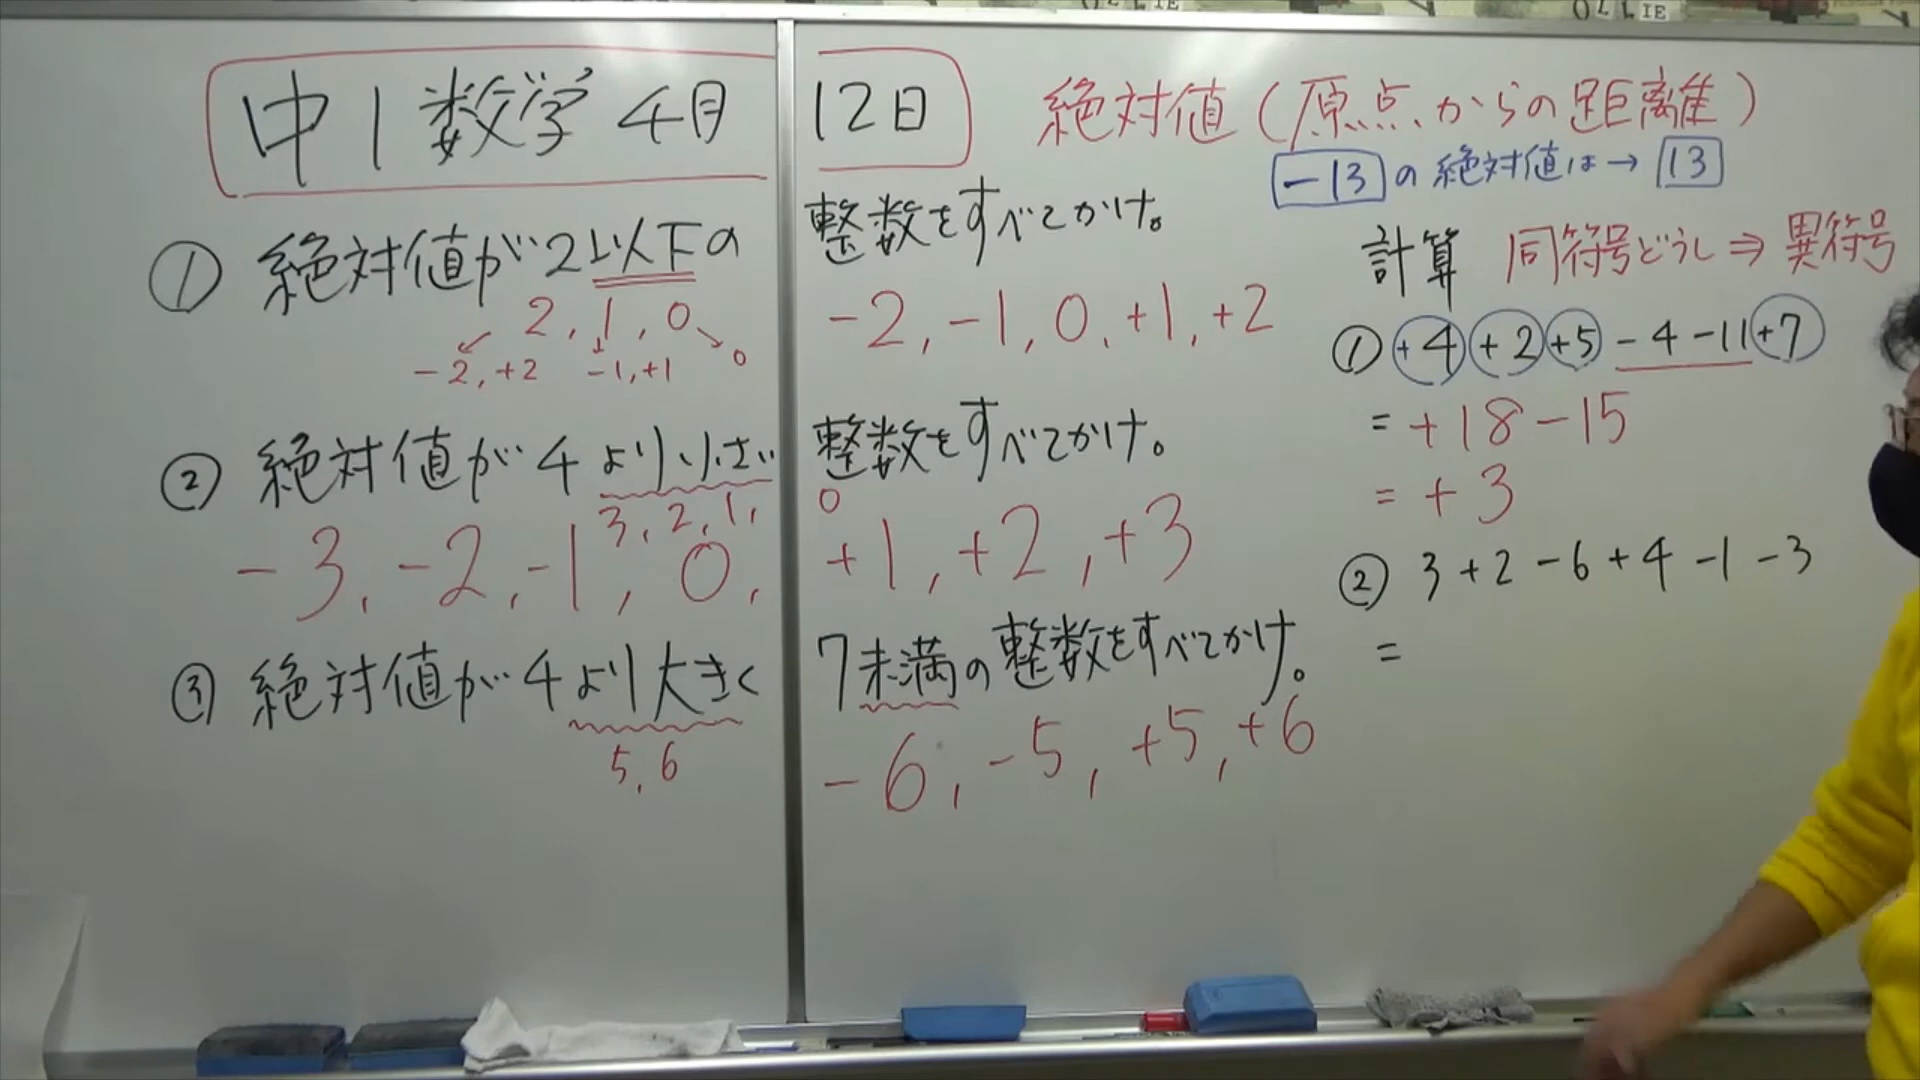 中1数学 4月12日
絶対値(原点からの距離)
-13の絶対値は→13
① 絶対値が2以下の整数をすべてかけ。
2, 1, 0
-2, +2 -1, +1 0
-2, -1, 0, +1, +2
② 絶対値が4より小さい整数をすべてかけ。
3, 2, 1, 0
-3, -2, -1, 0, +1, +2, +3
③ 絶対値が4より大きく7未満の整数をすべてかけ。
5, 6
-6, -5, +5, +6
計算 同符号どうし⇒異符号
① +4+2+5-4-11+7
= +18-15
= +3
② 3+2-6+4-1-3
=